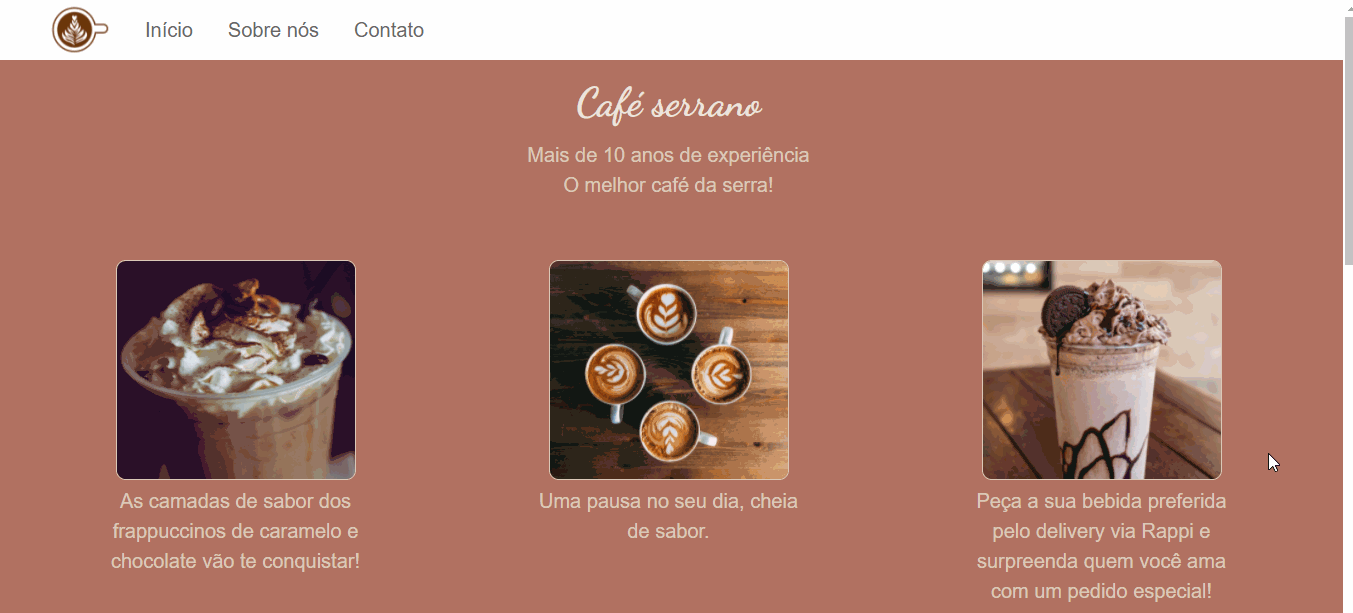 Início Sobre nós Contato
Café serrano
Mais de 10 anos de experiência
O melhor café da serra!
As camadas de sabor dos
frappuccinos de caramelo e
chocolate vão te conquistar!
Uma pausa no seu dia, cheia
de sabor.
Peça a sua bebida preferida
pelo delivery via Rappi e
surpreenda quem você ama
com um pedido especial!